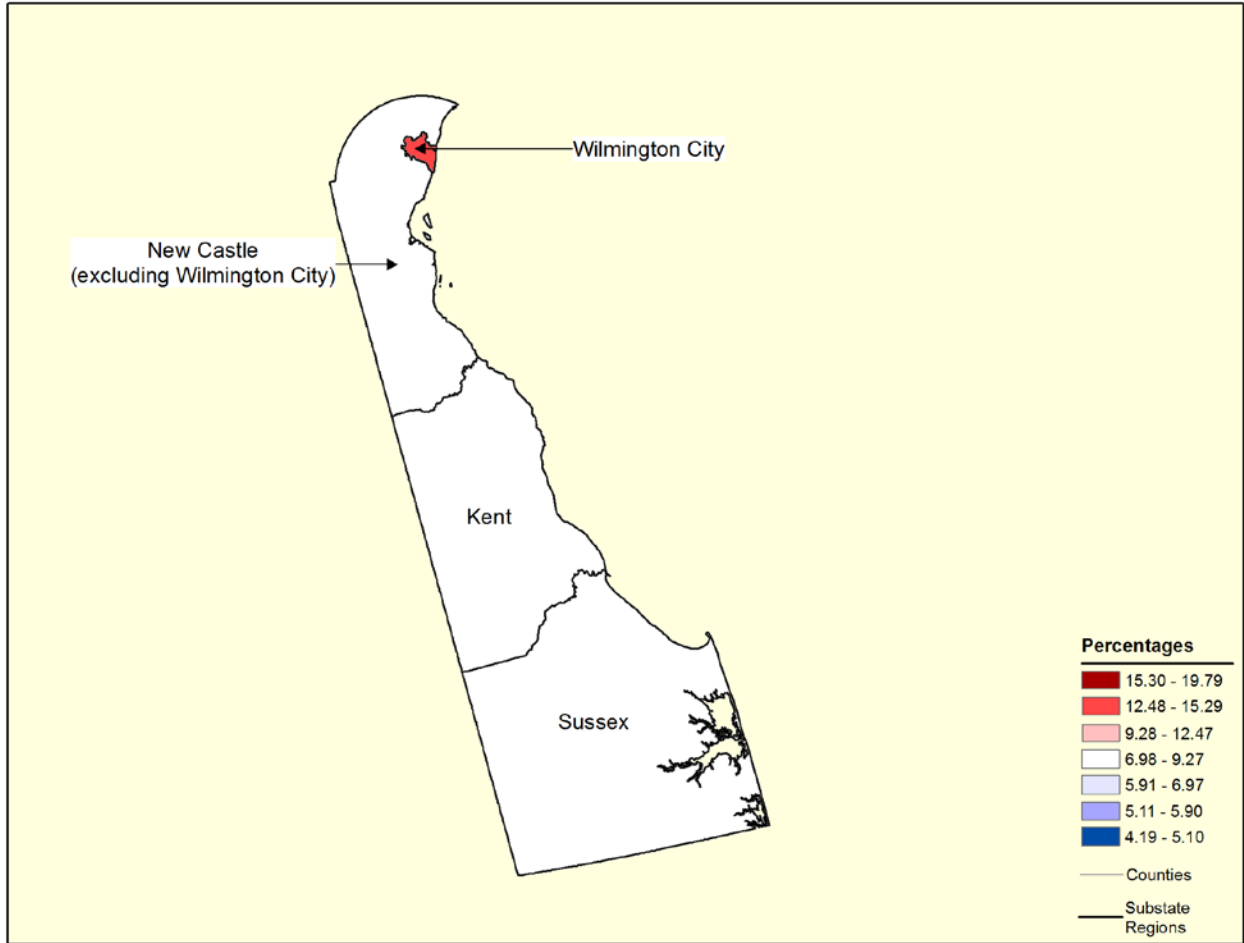 Wilmington City
New Castle
(excluding Wilmington City)
Kent
Sussex
Percentages
15.30 - 19.79
12.48 - 15.29
9.28 - 12.47
6.98 - 9.27
5.91 - 6.97
5.11 - 5.90
4.19 - 5.10
Counties
Substate
Regions